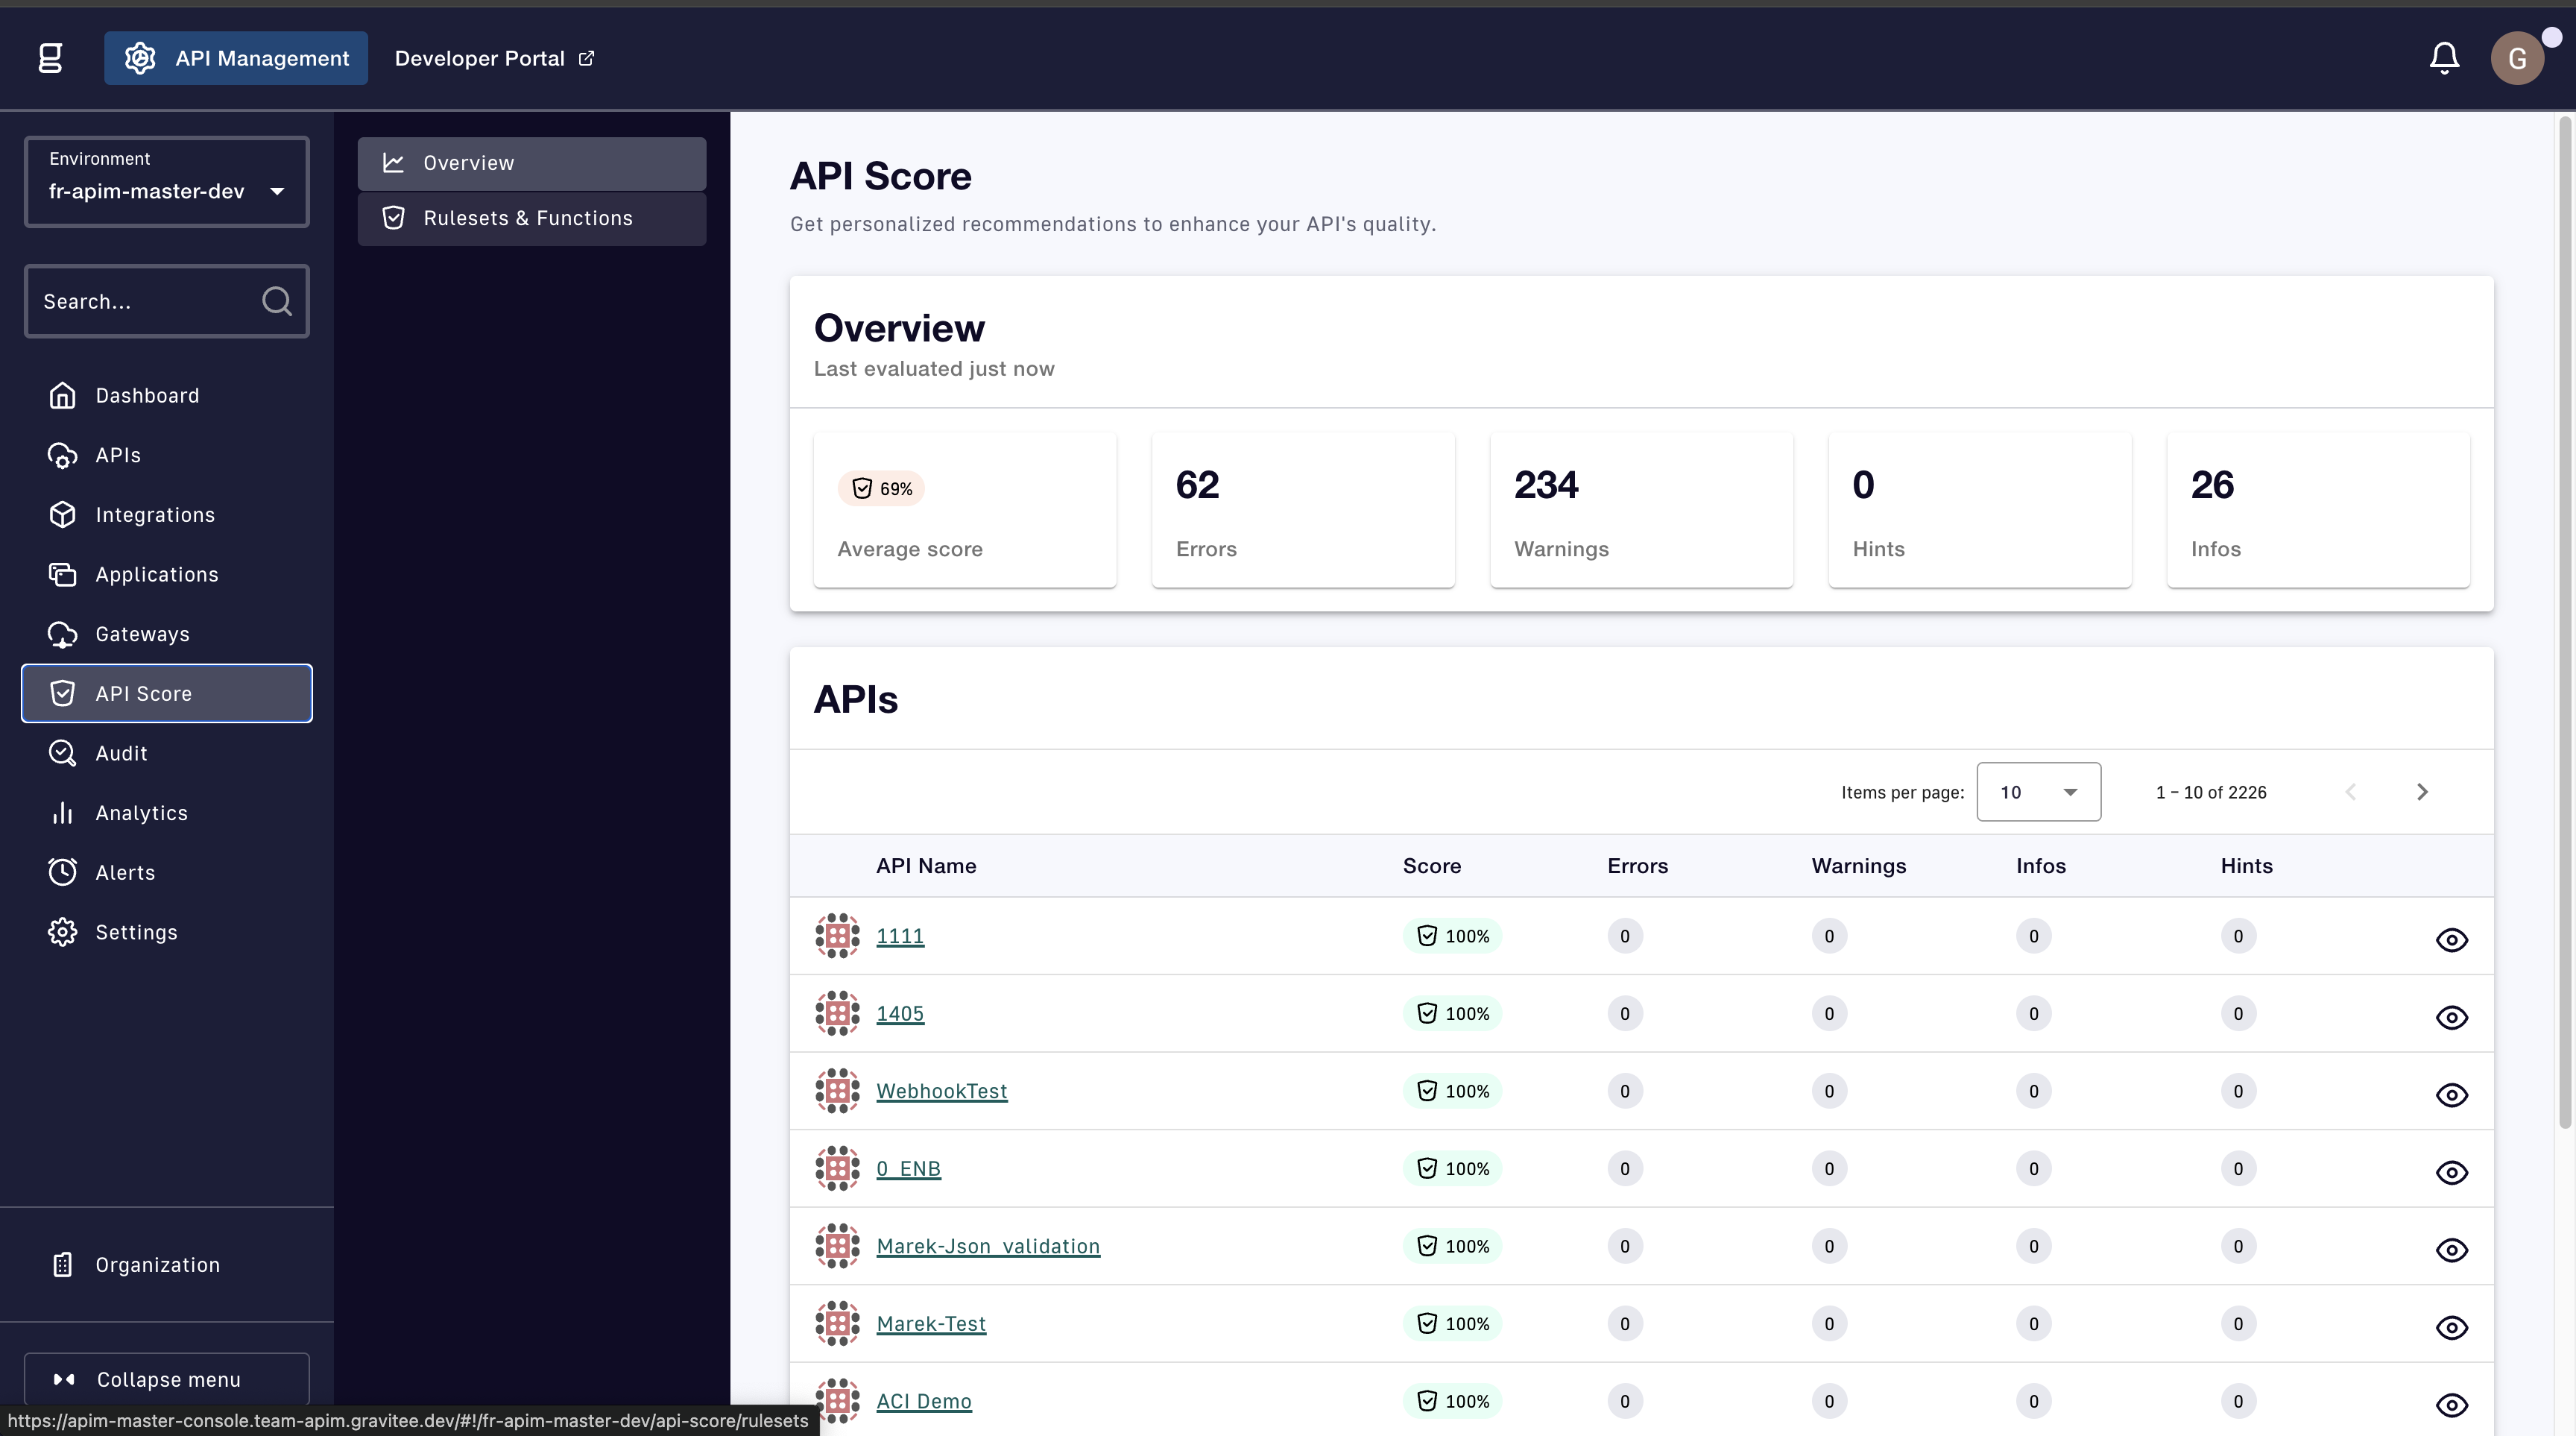 API Management
Developer Portal
G
Environment
fr-apim-master-dev
Search...
Dashboard
APIs
Integrations
Applications
Gateways
API Score
Audit
Analytics
Alerts
Settings
Organization
Collapse menu
https://apim-master-console.team-apim.gravitee.dev/#!/fr-apim-master-dev/api-score/rulesets
Overview
Rulesets & Functions
API Score
Get personalized recommendations to enhance your API's quality.
Overview
Last evaluated just now
69%
Average score
62
Errors
234
Warnings
0
Hints
26
Infos
APIs
Items per page: 10 1 – 10 of 2226
API Name Score Errors Warnings Infos Hints
1111 100% 0 0 0 0
1405 100% 0 0 0 0
WebhookTest 100% 0 0 0 0
0_ENB 100% 0 0 0 0
Marek-Json_validation 100% 0 0 0 0
Marek-Test 100% 0 0 0 0
ACI Demo 100% 0 0 0 0